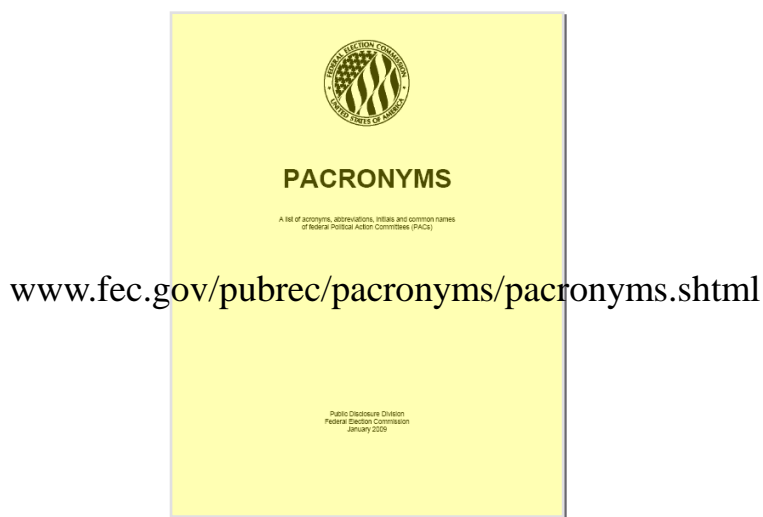 FEDERAL ELECTION COMMISSION
UNITED STATES OF AMERICA
PACRONYMS
A list of acronyms, abbreviations, initials and common names
of federal Political Action Committees (PACs)
www.fec.gov/pubrec/pacronyms/pacronyms.shtml
Public Disclosure Division
Federal Election Commission
January 2009